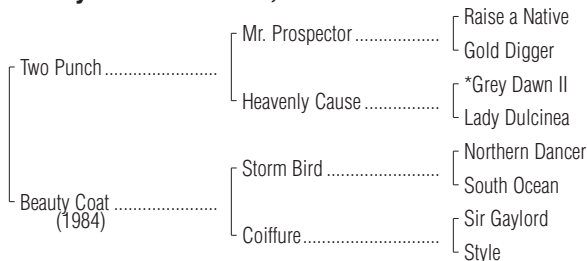 Mr. Prospector
Raise a Native
Gold Digger
Two Punch
Heavenly Cause
*Grey Dawn II
Lady Dulcinea
Storm Bird
Northern Dancer
South Ocean
Beauty Coat
(1984)
Coiffure
Sir Gaylord
Style